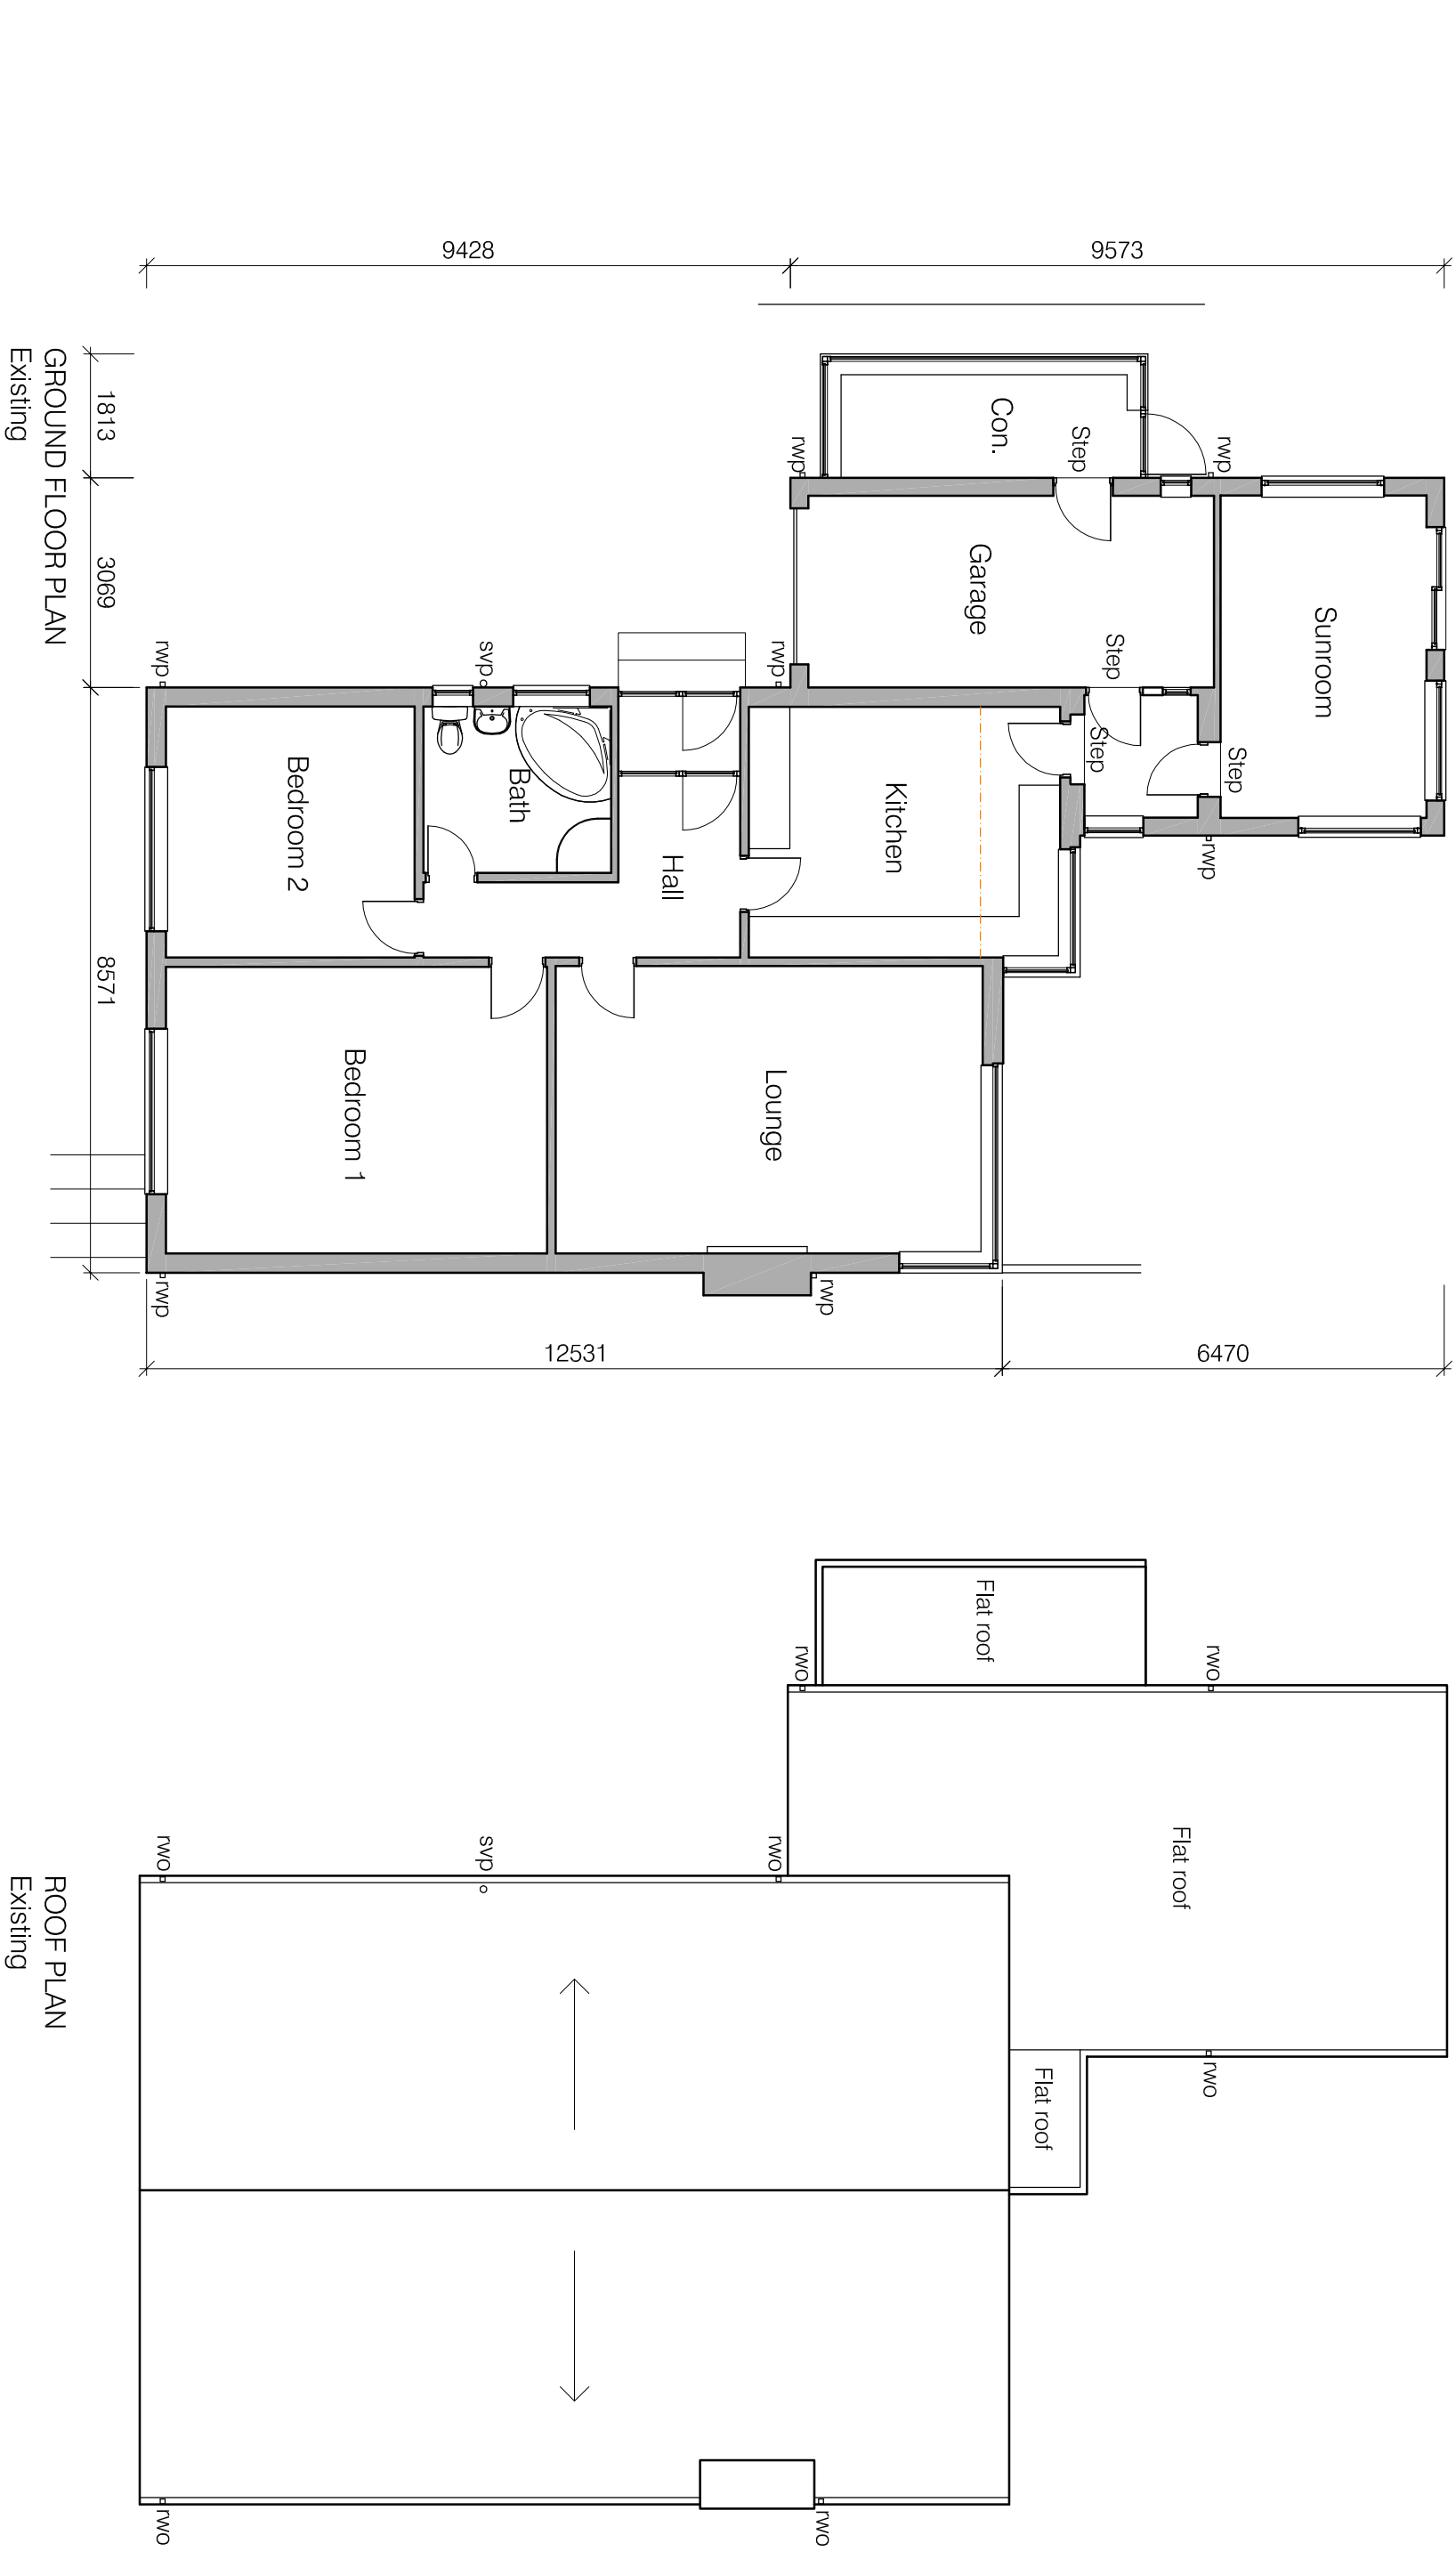 9573
9428
Con.
Step
rwp
rwp
Garage
Step
Sunroom
Step
Step
rwp
rwp
svp
rwp
Kitchen
Hall
Bath
Bedroom 2
Lounge
Bedroom 1
rwp
rwp
1813
3069
8571
12531
6470
GROUND FLOOR PLAN
Existing
Flat roof
rwo
rwo
Flat roof
rwo
svp
rwo
rwo
Flat roof
rwo
rwo
ROOF PLAN
Existing